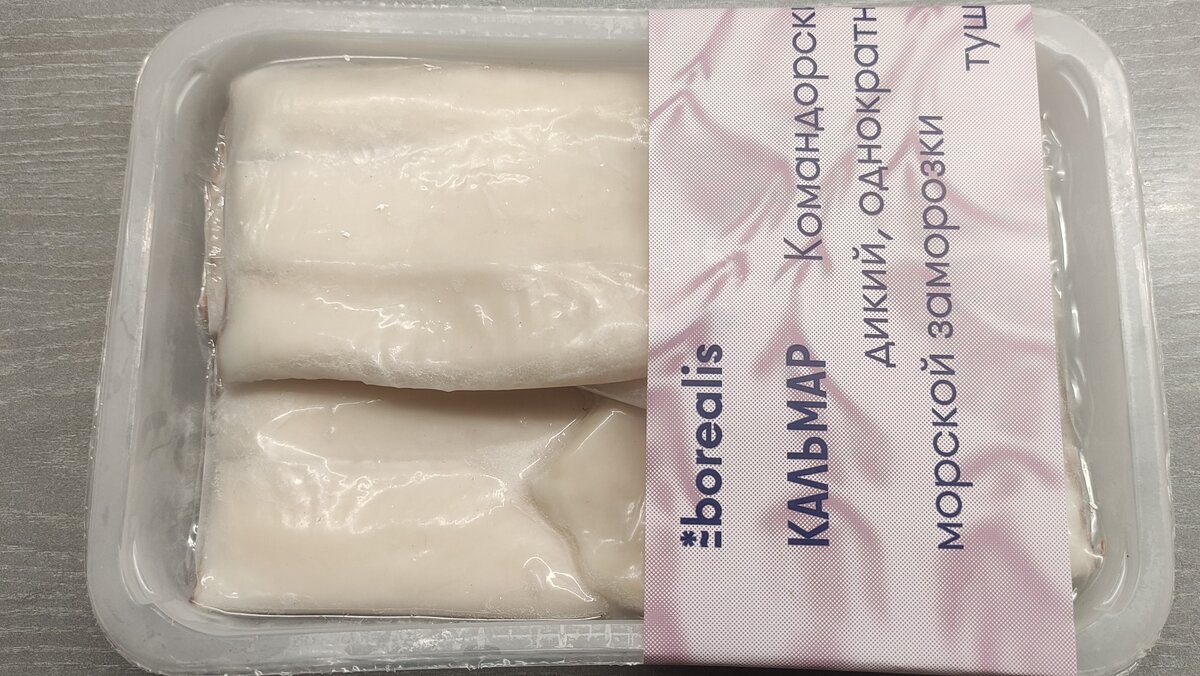 borealis
КАЛЬМАР
Командорски
дикий, однократн
морской заморозки
туш